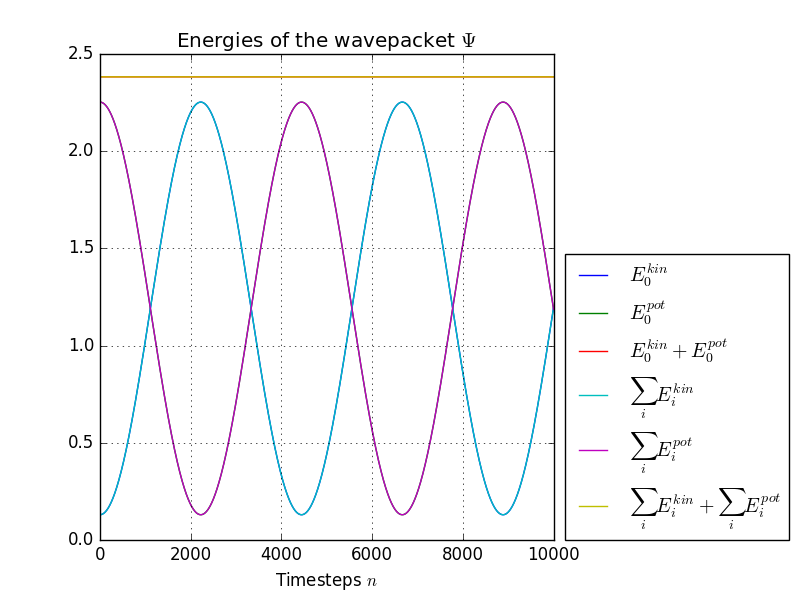 Energies of the wavepacket Ψ
2.5
2.0
1.5
1.0
0.5
0.0
0 2000 4000 6000 8000 10000
Timesteps n
E_0^{kin}
E_0^{pot}
E_0^{kin} + E_0^{pot}
∑_i E_i^{kin}
∑_i E_i^{pot}
∑_i E_i^{kin} + ∑_i E_i^{pot}